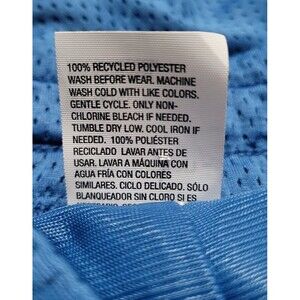 100% RECYCLED POLYESTER
WASH BEFORE WEAR. MACHINE
WASH COLD WITH LIKE COLORS.
GENTLE CYCLE. ONLY NON-
CHLORINE BLEACH IF NEEDED.
TUMBLE DRY LOW. COOL IRON IF
NEEDED. 100% POLIÉSTER
RECICLADO LAVAR ANTES DE
USAR. LAVAR A MÁQUINA CON
AGUA FRÍA CON COLORES
SIMILARES. CICLO DELICADO. SÓLO
BLANQUEADOR SIN CLORO SI ES